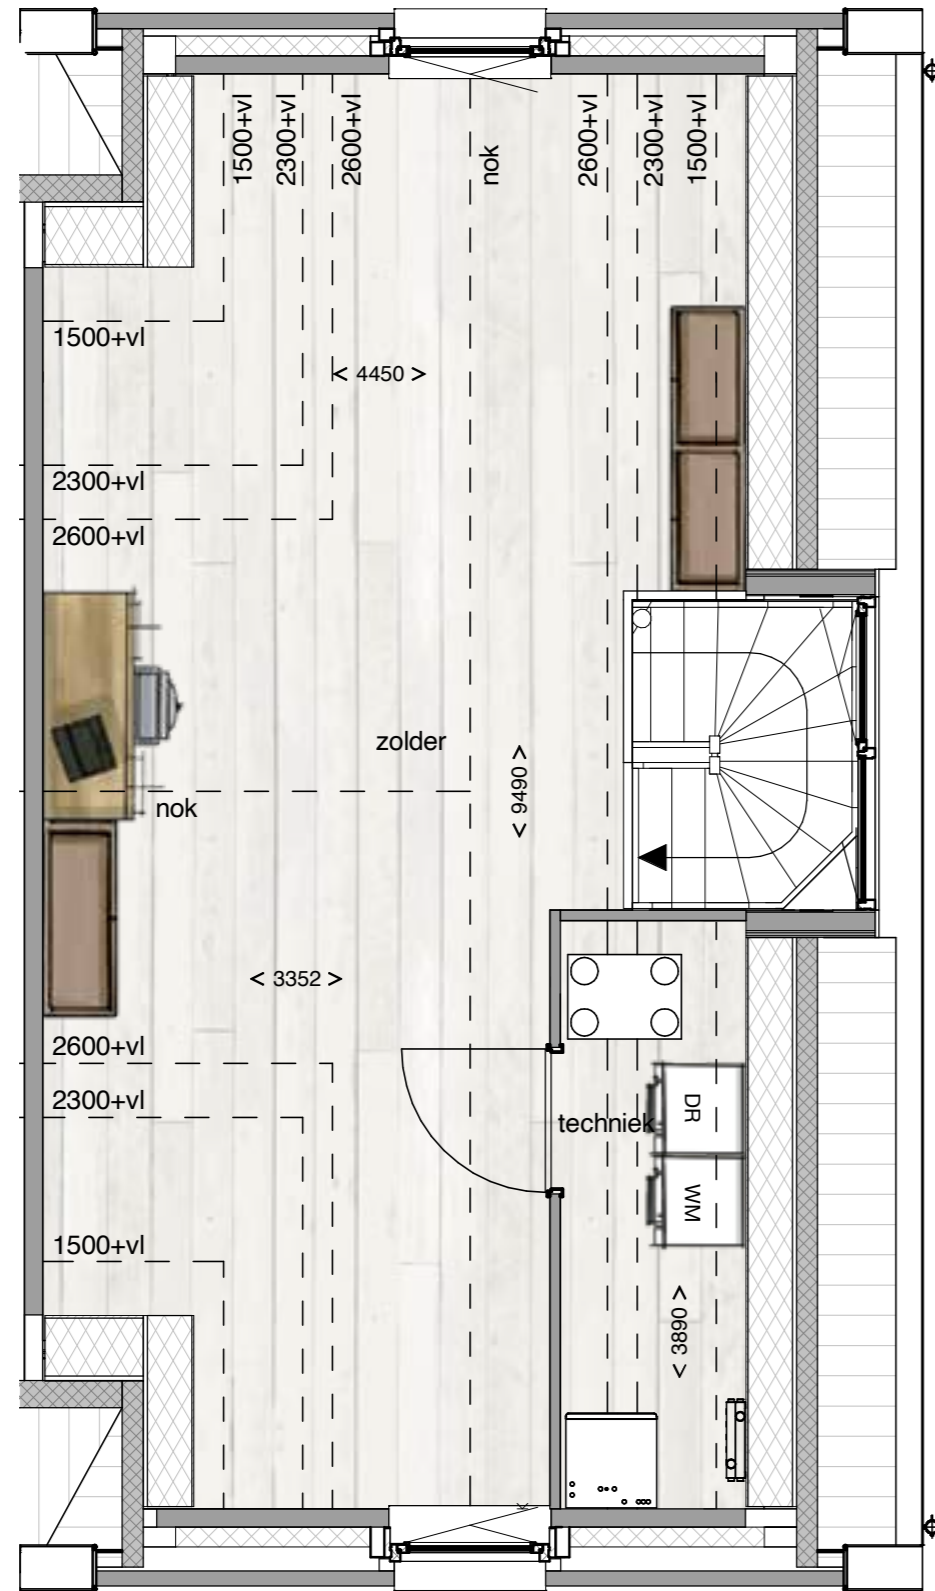 1500+vl
2300+vl
2600+vl
nok
2600+vl
2300+vl
1500+vl
1500+vl
< 4450 >
2300+vl
2600+vl
zolder
< 9490 >
nok
< 3352 >
2600+vl
2300+vl
DR
techniek
WM
1500+vl
< 3890 >